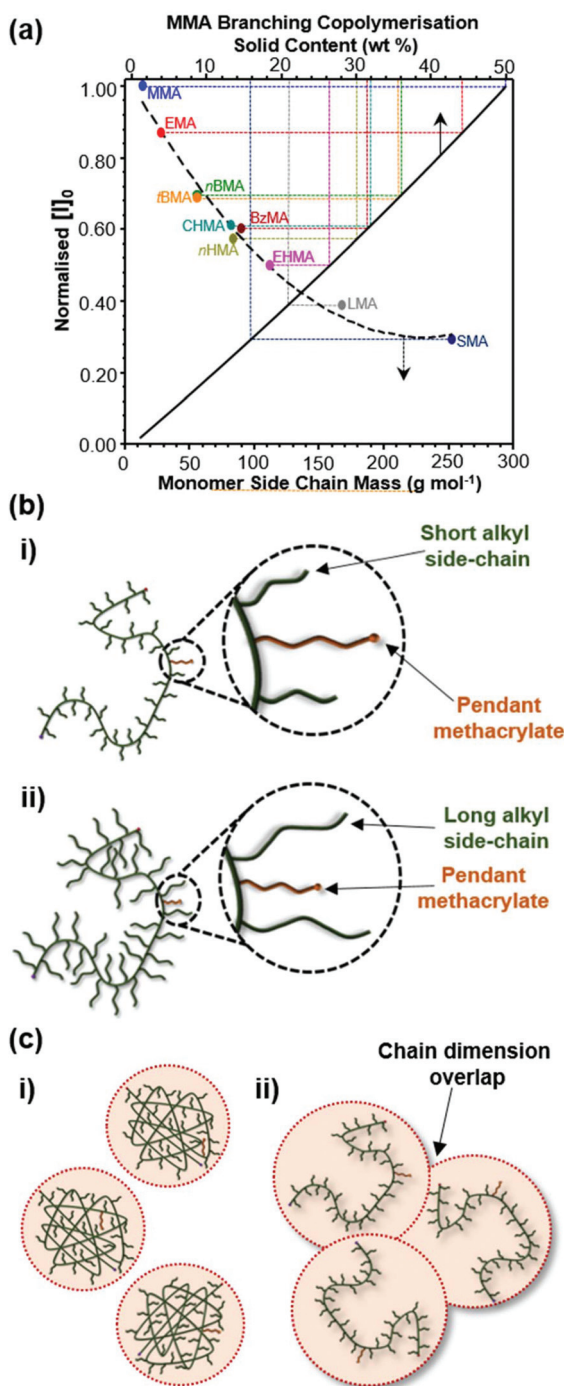 (a)
MMA Branching Copolymerisation
Solid Content (wt %)
0 10 20 30 40 50
1.00
0.80
0.60
0.40
0.20
0.00
Normalised [I]0
MMA
EMA
nBMA
tBMA
CHMA
BzMA
nHMA
EHMA
LMA
SMA
0 50 100 150 200 250 300
Monomer Side Chain Mass (g mol-1)
(b)
i)
Short alkyl
side-chain
Pendant
methacrylate
ii)
Long alkyl
side-chain
Pendant
methacrylate
(c)
i)
ii)
Chain dimension
overlap